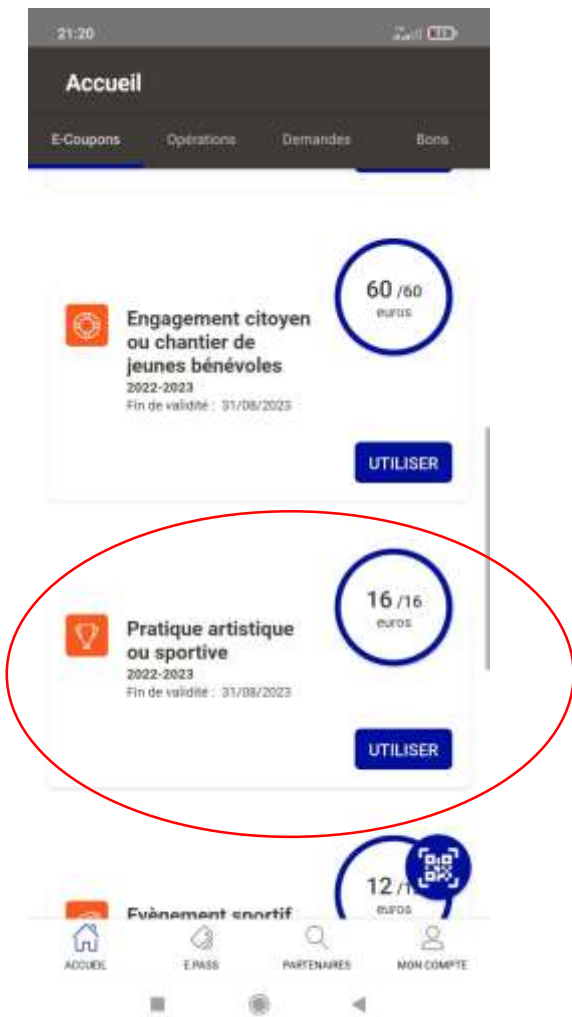 21:20
Accueil
E-Coupons Opérations Demandes Bons
60 /60
euros
Engagement citoyen
ou chantier de
jeunes bénévoles
2022-2023
Fin de validité : 31/08/2023
UTILISER
16 /16
euros
Pratique artistique
ou sportive
2022-2023
Fin de validité : 31/08/2023
UTILISER
12
euros
Evènement sportif
ACCUEIL E.PASS PARTENAIRES MON COMPTE